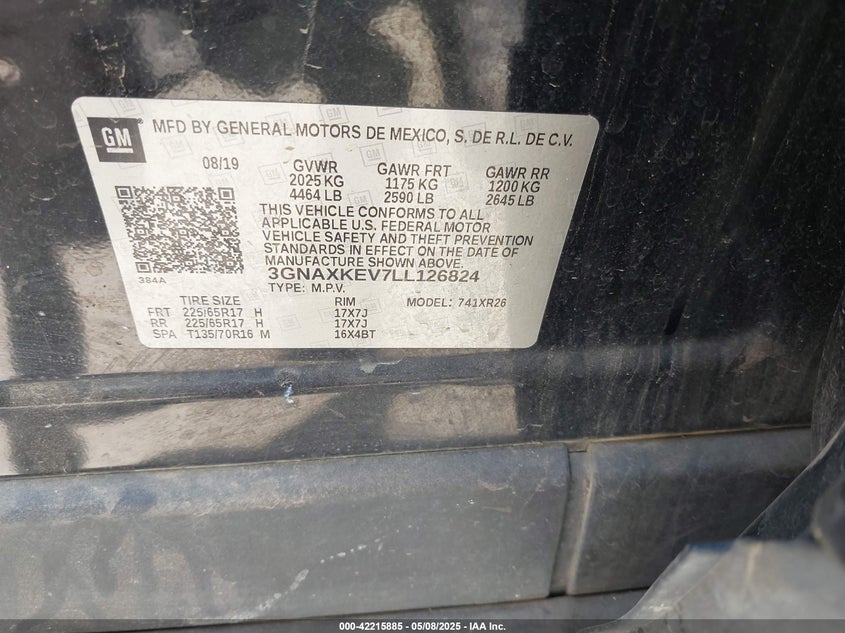 GM
MFD BY GENERAL MOTORS DE MEXICO, S. DE R.L. DE C.V.
08/19 GVWR GAWR FRT GAWR RR
2025 KG 1175 KG 1200 KG
4464 LB 2590 LB 2645 LB
THIS VEHICLE CONFORMS TO ALL
APPLICABLE U.S. FEDERAL MOTOR
VEHICLE SAFETY AND THEFT PREVENTION
STANDARDS IN EFFECT ON THE DATE OF
MANUFACTURE SHOWN ABOVE.
384A
3GNAXKEV7LL126824
TYPE: M.P.V. MODEL: 741XR26
TIRE SIZE RIM
FRT 225/65R17 H 17X7J
RR 225/65R17 H 17X7J
SPA T135/70R16 M 16X4BT
000-42215885 - 05/08/2025 - IAA Inc.